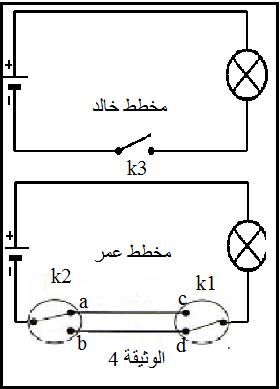 +
-
مخطط خالد
k3
+
-
مخطط عمر
k2 k1
a c
b d
الوثيقة 4